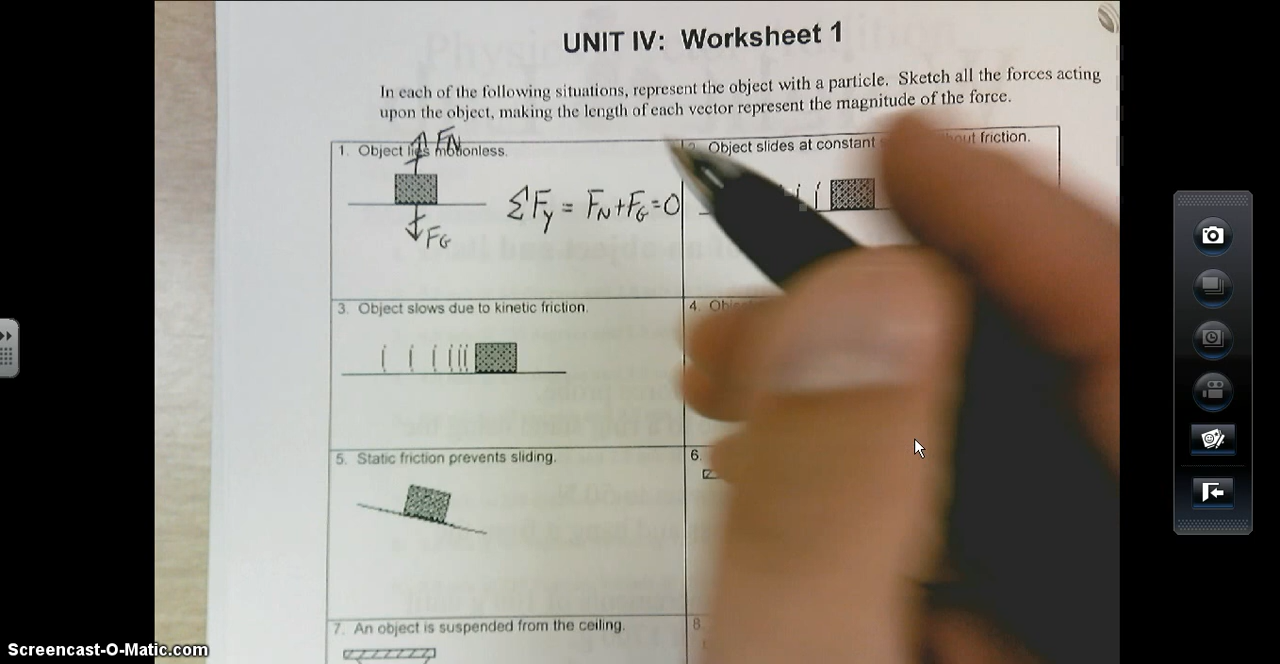 UNIT IV: Worksheet 1
In each of the following situations, represent the object with a particle. Sketch all the forces acting
upon the object, making the length of each vector represent the magnitude of the force.
1. Object lies motionless.
FN
ΣFy = FN+FG=0
FG
2. Object slides at constant friction.
3. Object slows due to kinetic friction.
4.
5. Static friction prevents sliding.
6.
7. An object is suspended from the ceiling.
8
Screencast-O-Matic.com